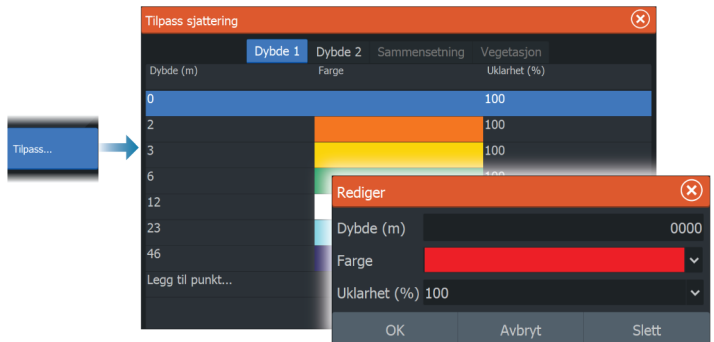 Tilpass sjattering
Dybde 1 Dybde 2 Sammensetning Vegetasjon
Dybde (m) Farge Uklarhet (%)
0 100
2 100
Tilpass...
3 100
6 100
12
23
46
Legg til punkt...
Rediger
Dybde (m) 0000
Farge
Uklarhet (%) 100
OK Avbryt Slett